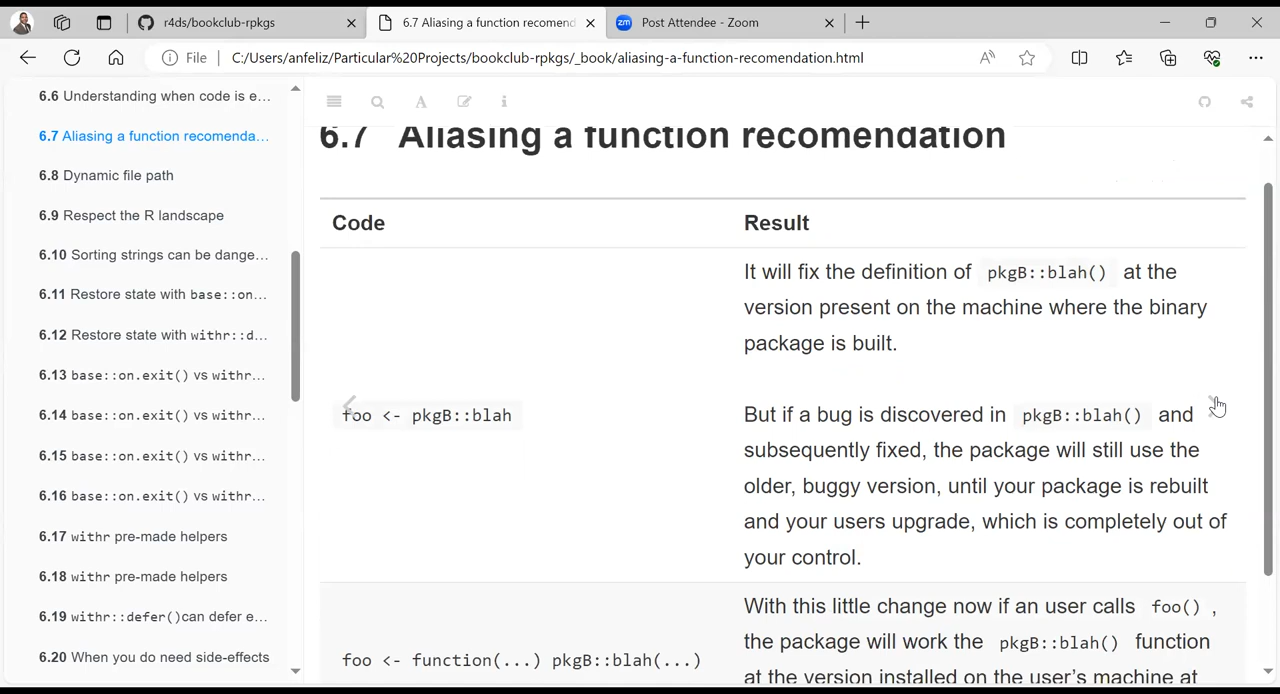 r4ds/bookclub-rpkgs
6.7 Aliasing a function recomend
Post Attendee - Zoom
File
C:/Users/anfeliz/Particular%20Projects/bookclub-rpkgs/_book/aliasing-a-function-recomendation.html
6.6 Understanding when code is e...
6.7 Aliasing a function recomenda...
6.8 Dynamic file path
6.9 Respect the R landscape
6.10 Sorting strings can be dange...
6.11 Restore state with base::on...
6.12 Restore state with withr::d...
6.13 base::on.exit() vs withr...
6.14 base::on.exit() vs withr...
6.15 base::on.exit() vs withr...
6.16 base::on.exit() vs withr...
6.17 withr pre-made helpers
6.18 withr pre-made helpers
6.19 withr::defer()can defer e...
6.20 When you do need side-effects
6.7 Aliasing a function recomendation
Code
Result
It will fix the definition of pkgB::blah() at the
version present on the machine where the binary
package is built.
foo <- pkgB::blah
But if a bug is discovered in pkgB::blah() and
subsequently fixed, the package will still use the
older, buggy version, until your package is rebuilt
and your users upgrade, which is completely out of
your control.
foo <- function(...) pkgB::blah(...)
With this little change now if an user calls foo() ,
the package will work the pkgB::blah() function
at the version installed on the user's machine at